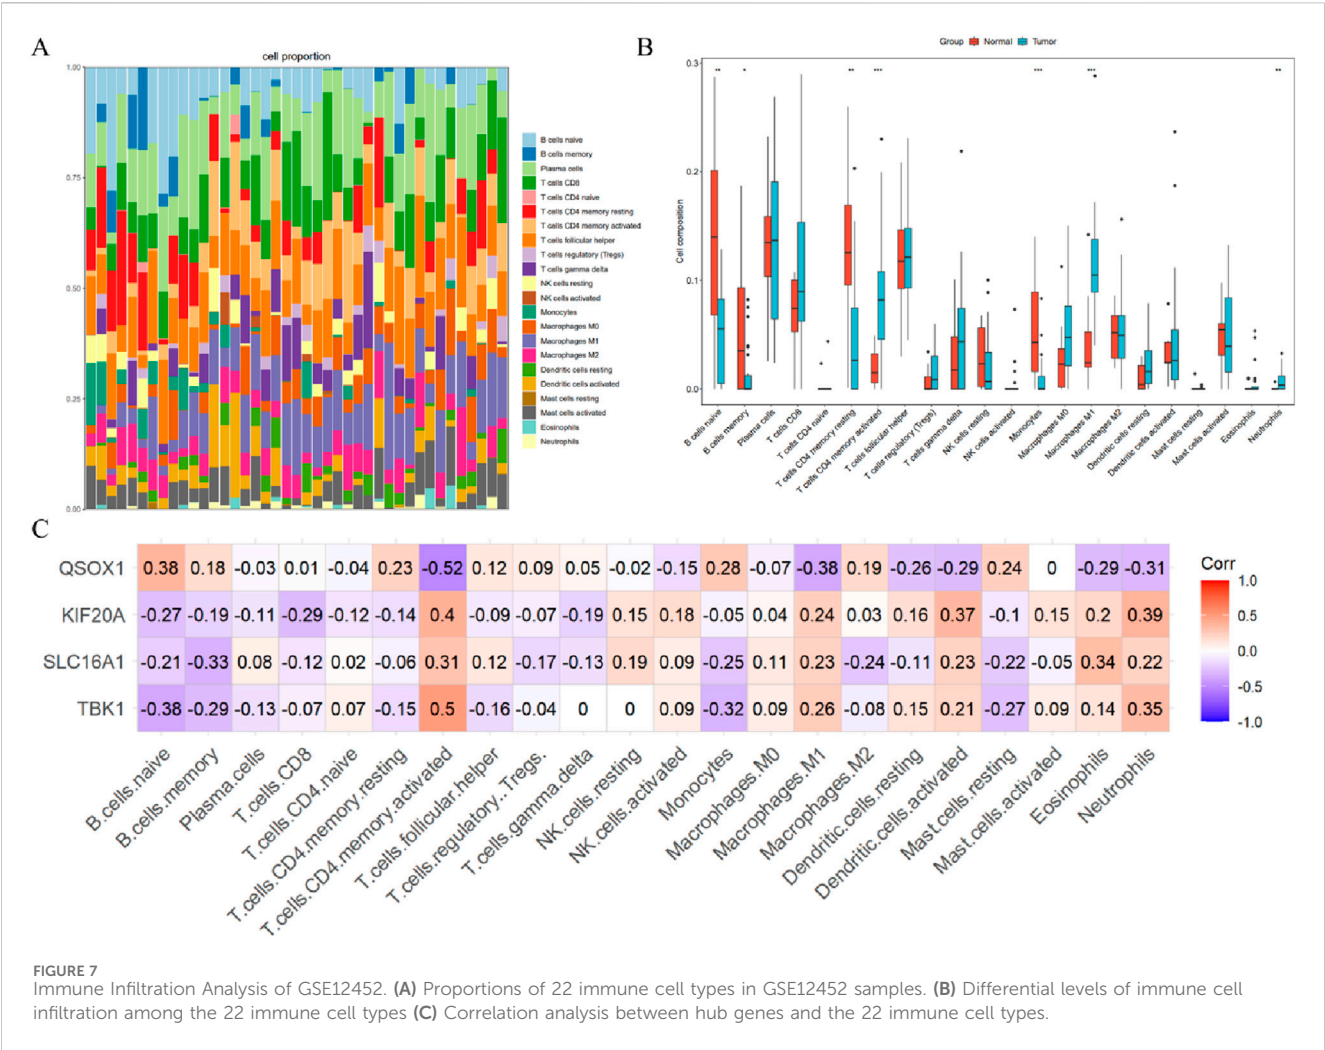 A
cell proportion
1.00
0.75
0.50
0.25
0.00
B cells naive
B cells memory
Plasma cells
T cells CD8
T cells CD4 naive
T cells CD4 memory resting
T cells CD4 memory activated
T cells follicular helper
T cells regulatory (Tregs)
T cells gamma delta
NK cells resting
NK cells activated
Monocytes
Macrophages M0
Macrophages M1
Macrophages M2
Dendritic cells resting
Dendritic cells activated
Mast cells resting
Mast cells activated
Eosinophils
Neutrophils
B
Group Normal Tumor
Cell composition
0.3
0.2
0.1
0.0
** * ** *** *** *** **
B cells naive
B cells memory
Plasma cells
T cells CD8
T cells CD4 naive
T cells CD4 memory resting
T cells CD4 memory activated
T cells follicular helper
T cells regulatory (Tregs)
T cells gamma delta
NK cells resting
NK cells activated
Monocytes
Macrophages M0
Macrophages M1
Macrophages M2
Dendritic cells resting
Dendritic cells activated
Mast cells resting
Mast cells activated
Eosinophils
Neutrophils
C
QSOX1 0.38 0.18 -0.03 0.01 -0.04 0.23 -0.52 0.12 0.09 0.05 -0.02 -0.15 0.28 -0.07 -0.38 0.19 -0.26 -0.29 0.24 0 -0.29 -0.31
KIF20A -0.27 -0.19 -0.11 -0.29 -0.12 -0.14 0.4 -0.09 -0.07 -0.19 0.15 0.18 -0.05 0.04 0.24 0.03 0.16 0.37 -0.1 0.15 0.2 0.39
SLC16A1 -0.21 -0.33 0.08 -0.12 0.02 -0.06 0.31 0.12 -0.17 -0.13 0.19 0.09 -0.25 0.11 0.23 -0.24 -0.11 0.23 -0.22 -0.05 0.34 0.22
TBK1 -0.38 -0.29 -0.13 -0.07 0.07 -0.15 0.5 -0.16 -0.04 0 0 0.09 -0.32 0.09 0.26 -0.08 0.15 0.21 -0.27 0.09 0.14 0.35
B.cells.naive
B.cells.memory
Plasma.cells
T.cells.CD8
T.cells.CD4.naive
T.cells.CD4.memory.resting
T.cells.CD4.memory.activated
T.cells.follicular.helper
T.cells.regulatory..Tregs.
T.cells.gamma.delta
NK.cells.resting
NK.cells.activated
Monocytes
Macrophages.M0
Macrophages.M1
Macrophages.M2
Dendritic.cells.resting
Dendritic.cells.activated
Mast.cells.resting
Mast.cells.activated
Eosinophils
Neutrophils
Corr
1.0
0.5
0.0
-0.5
-1.0
FIGURE 7
Immune Infiltration Analysis of GSE12452. (A) Proportions of 22 immune cell types in GSE12452 samples. (B) Differential levels of immune cell
infiltration among the 22 immune cell types (C) Correlation analysis between hub genes and the 22 immune cell types.